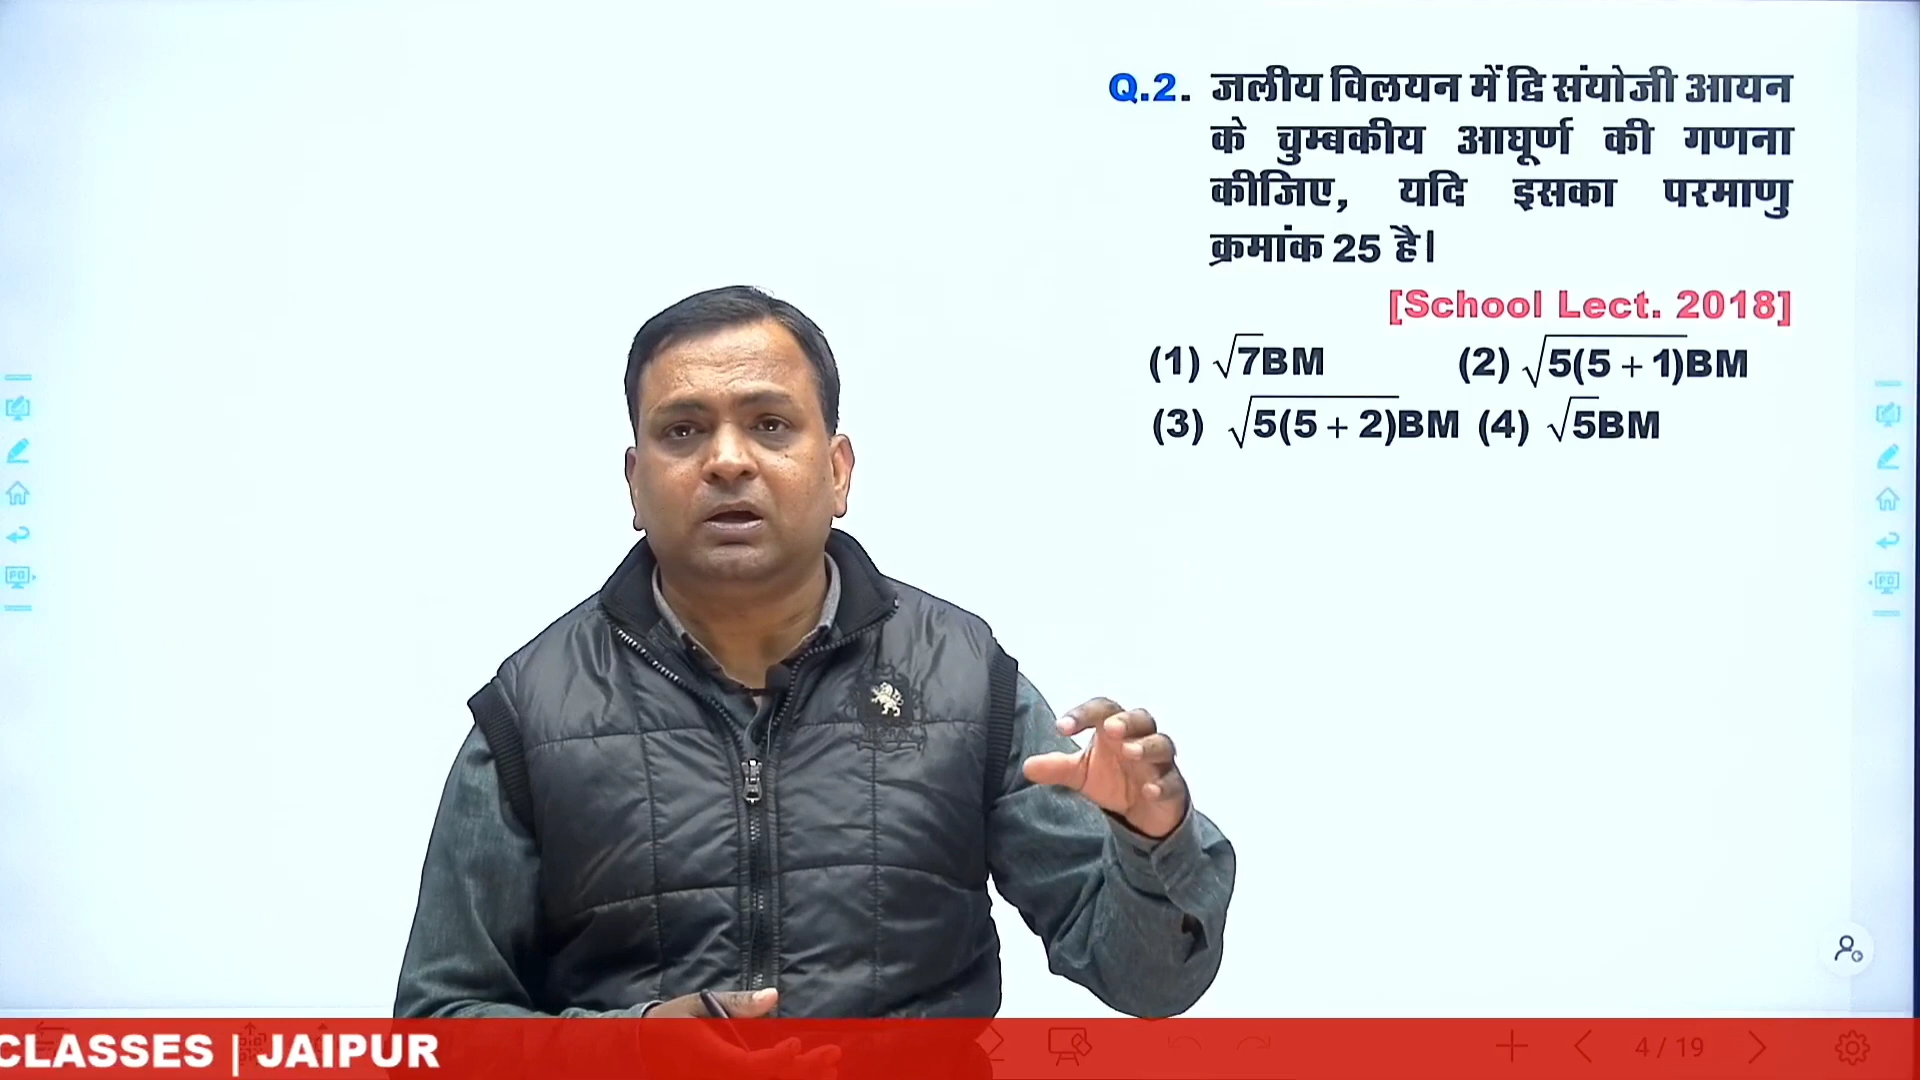 Q.2. जलीय विलयन में द्वि संयोजी आयन
के चुम्बकीय आघूर्ण की गणना
कीजिए, यदि इसका परमाणु
क्रमांक 25 है।
[School Lect. 2018]
(1) √7BM (2) √5(5 + 1)BM
(3) √5(5 + 2)BM (4) √5BM
CLASSES | JAIPUR
4 / 19